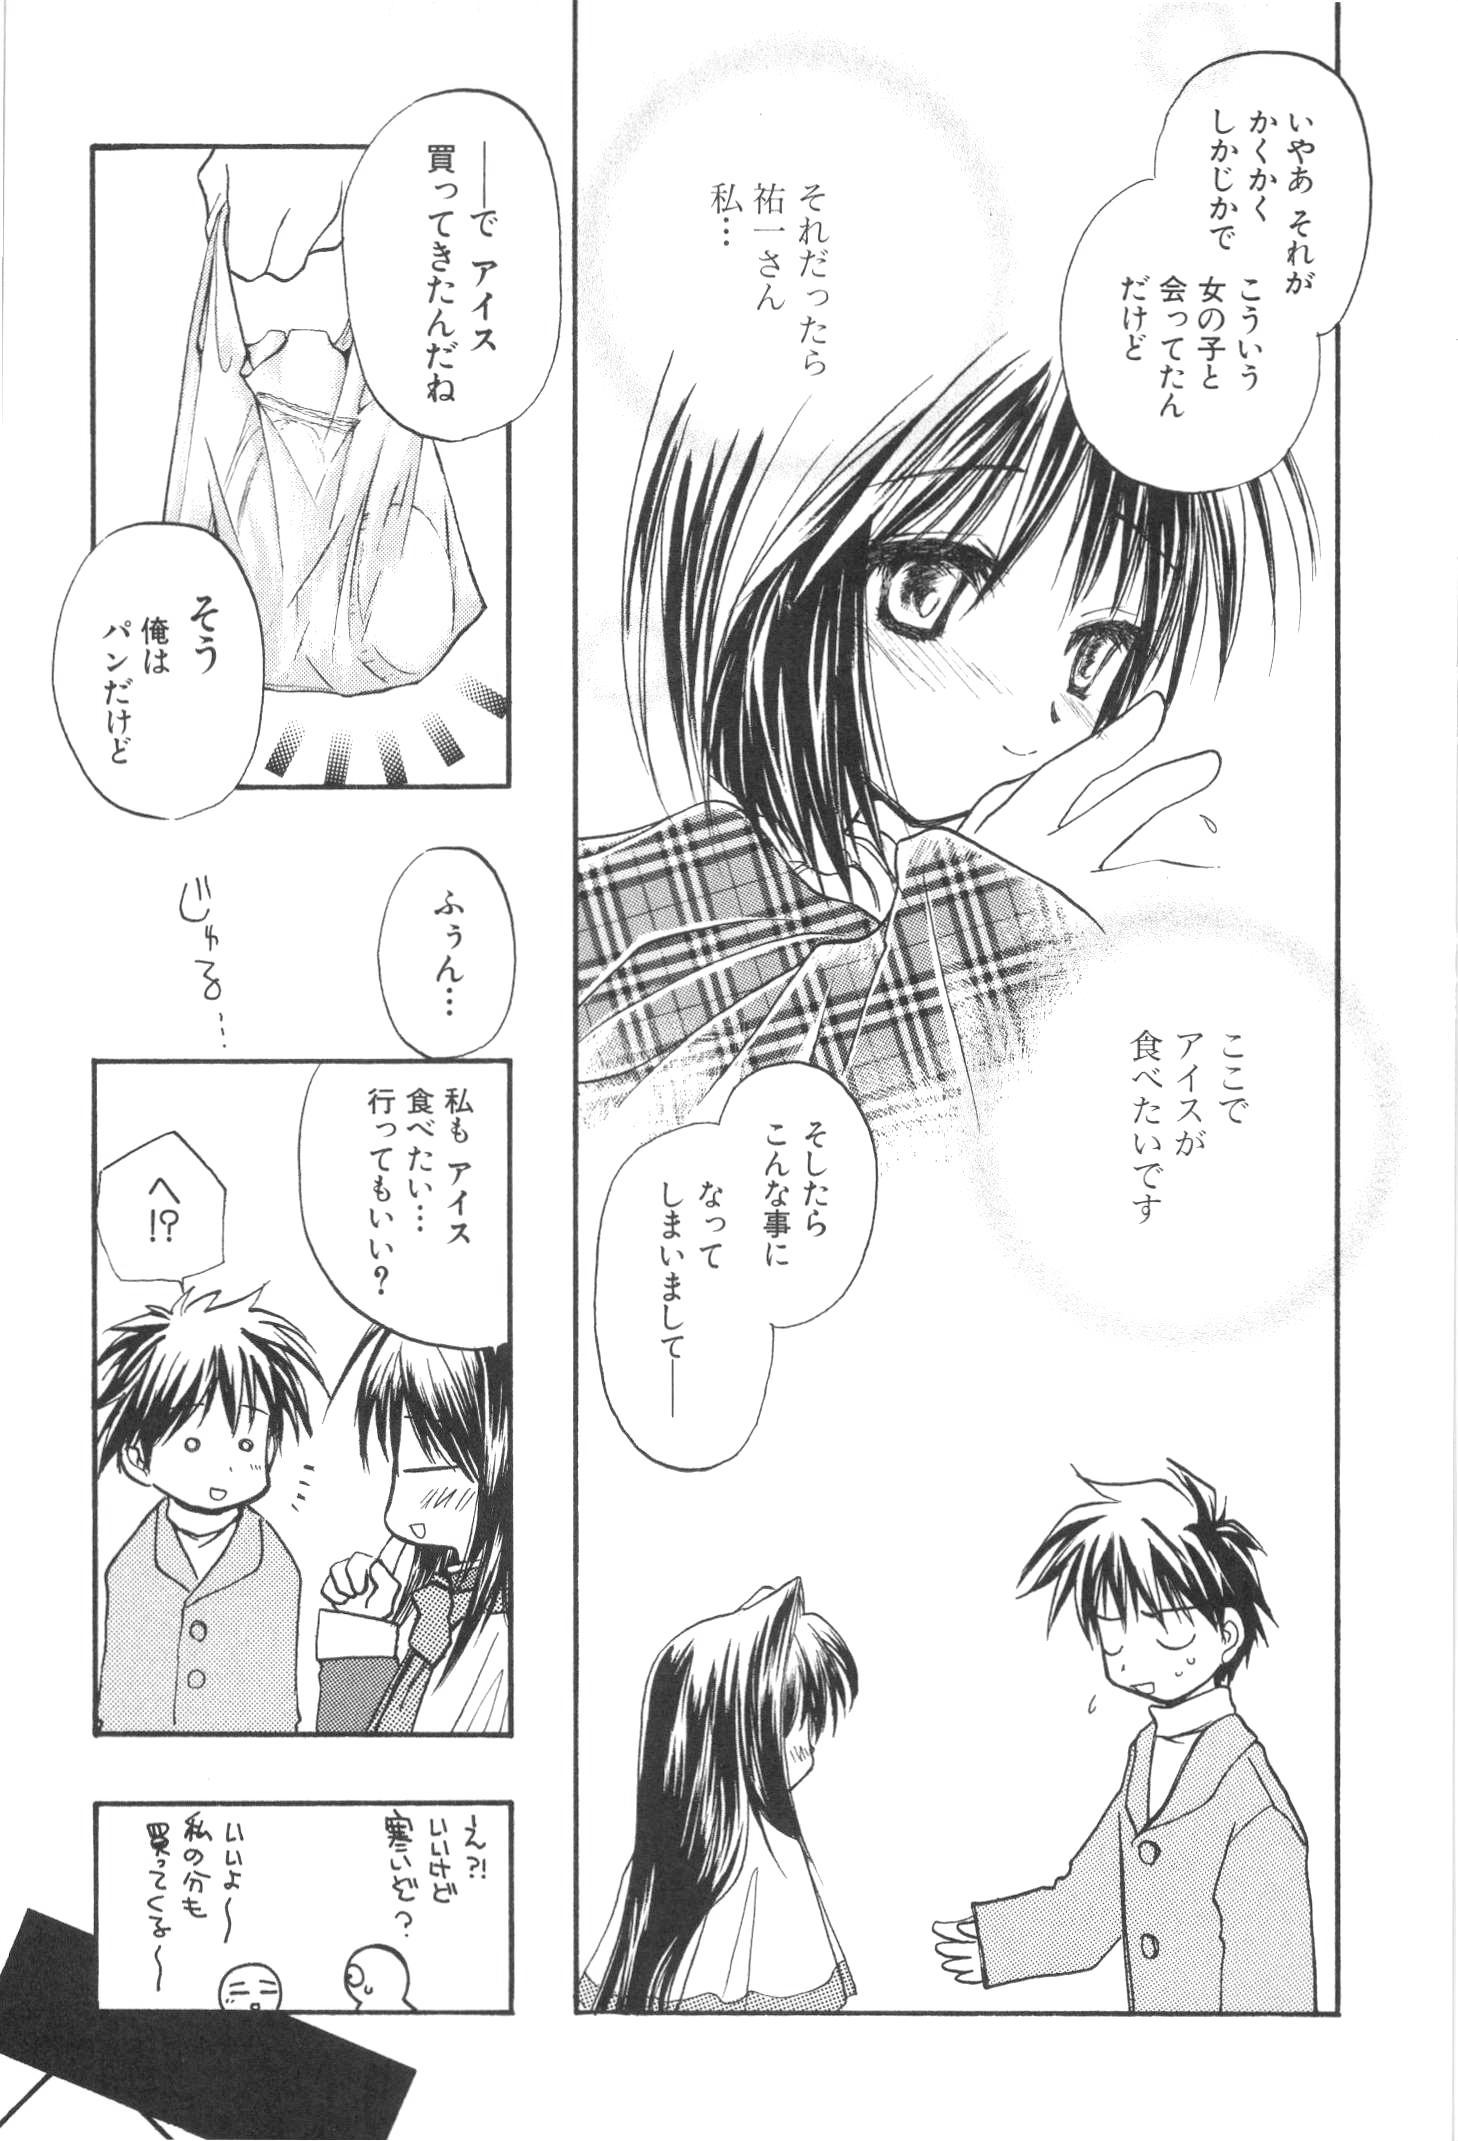 いやあ それが
かくかく
しかじかで
こういう
女の子と
会ってたん
だけど
それだったら
祐一さん
私…
ここで
アイスが
食べたいです
そしたら
こんな事に
なって
しまいまして──
──で アイス
買ってきたんだね
そう
俺は
パンだけど
ふぅん…
じゅる…
私も アイス
食べたい…
行ってもいい?
へ!?
え?!
いいけど
寒いぞ?
いいよ〜
私の分も
買ってくる〜